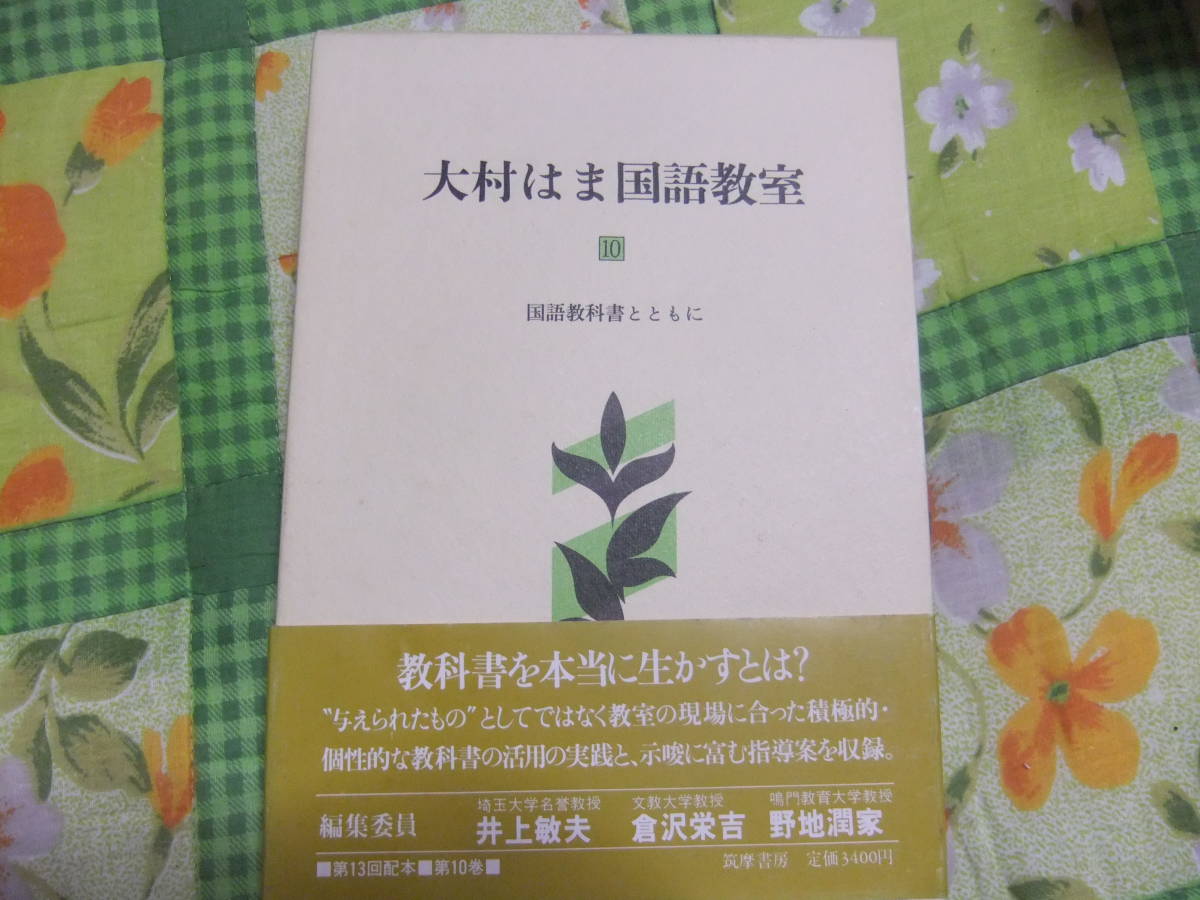 大村はま国語教室
10
国語教科書とともに
教科書を本当に生かすとは?
“与えられたもの”としてではなく教室の現場に合った積極的・
個性的な教科書の活用の実践と、示唆に富む指導案を収録。
編集委員
埼玉大学名誉教授
井上敏夫
文教大学教授
倉沢栄吉
鳴門教育大学教授
野地潤家
■第13回配本■第10巻■
筑摩書房 定価3400円